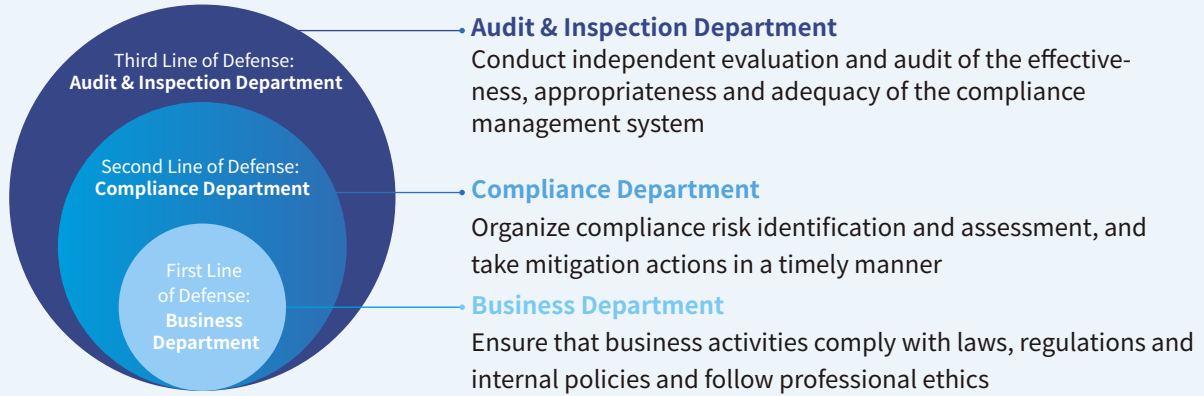 Third Line of Defense:
Audit & Inspection Department
Second Line of Defense:
Compliance Department
First Line
of Defense:
Business
Department
Audit & Inspection Department
Conduct independent evaluation and audit of the effective-
ness, appropriateness and adequacy of the compliance
management system
Compliance Department
Organize compliance risk identification and assessment, and
take mitigation actions in a timely manner
Business Department
Ensure that business activities comply with laws, regulations and
internal policies and follow professional ethics